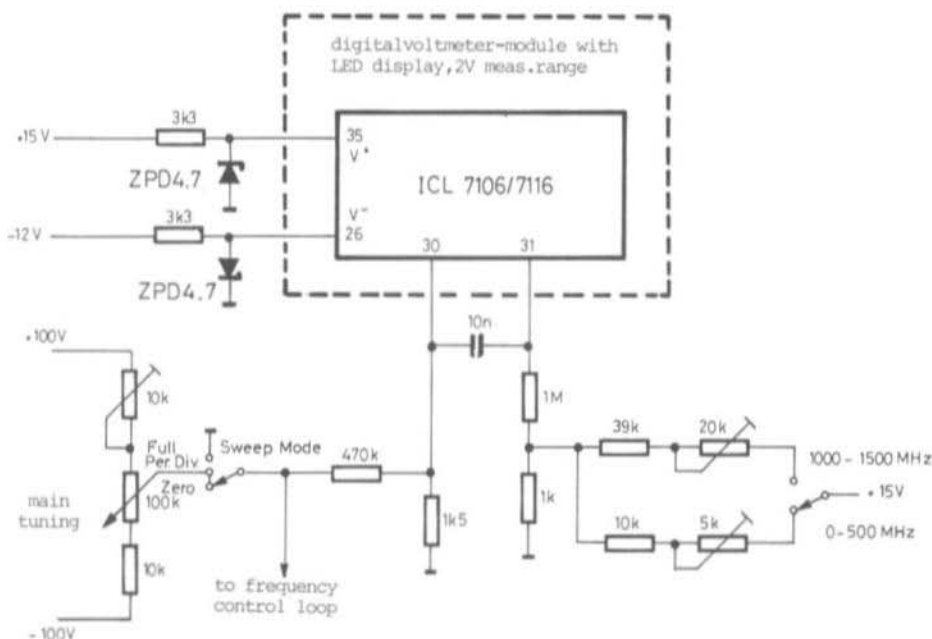 digitalvoltmeter-module with
LED display,2V meas.range
+15V
3k3
35
V+
ICL 7106/7116
ZPD4.7
3k3
V-
-12V
26
30
31
ZPD4.7
10n
+100V
10k
1M
39k
20k
Full
Per Div.
Zero
Sweep Mode
470k
1000-1500 MHz
+15V
main
tuning
100k
1k5
1k
10k
5k
0-500 MHz
10k
to frequency
control loop
-100V